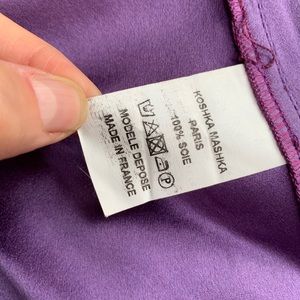 KOSHKA MASHKA
PARIS
100% SOIE
P
MODELE DEPOSE
MADE IN FRANCE